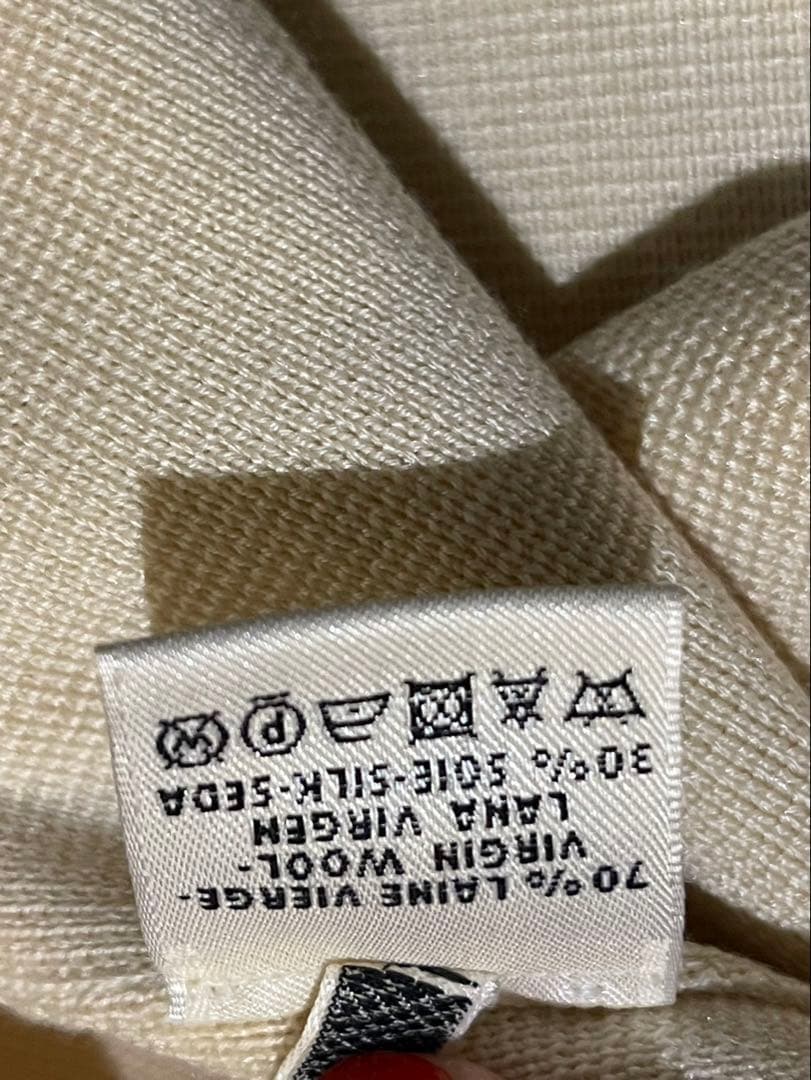 70% LAINE VIERGE-
VIRGIN WOOL-
LANA VIRGEN
30% SOIE-SILK-SEDA
P W